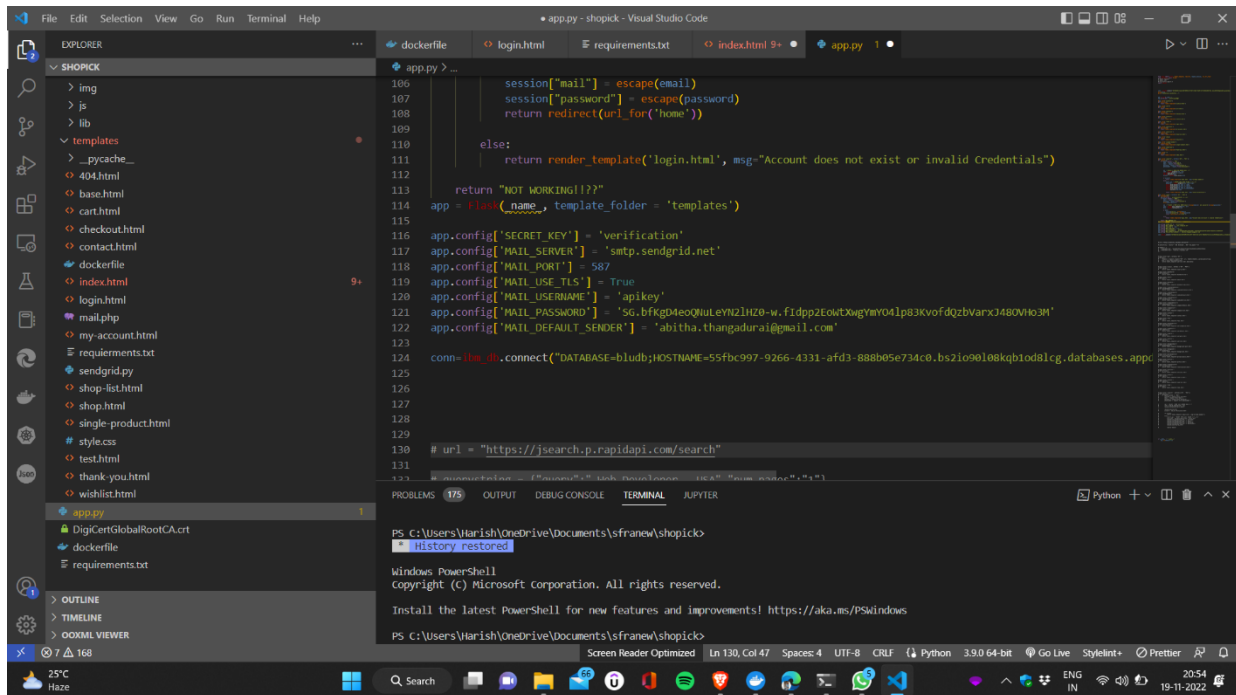 File Edit Selection View Go Run Terminal Help
● app.py - shopick - Visual Studio Code
EXPLORER
dockerfile login.html requirements.txt index.html 9+ ● app.py 1 ●
SHOPICK
app.py > ...
> img
> js
> lib
templates
> __pycache__
404.html
base.html
cart.html
checkout.html
contact.html
dockerfile
index.html 9+
login.html
mail.php
my-account.html
requierments.txt
sendgrid.py
shop-list.html
shop.html
single-product.html
style.css
test.html
thank-you.html
wishlist.html
app.py 1
DigiCertGlobalRootCA.crt
dockerfile
requirements.txt
> OUTLINE
> TIMELINE
> OOXML VIEWER
106 session["mail"] = escape(email)
107 session["password"] = escape(password)
108 return redirect(url_for('home'))
109
110 else:
111 return render_template('login.html', msg="Account does not exist or invalid Credentials")
112
113 return "NOT WORKING!!??"
114 app = Flask(_name_, template_folder = 'templates')
115
116 app.config['SECRET_KEY'] = 'verification'
117 app.config['MAIL_SERVER'] = 'smtp.sendgrid.net'
118 app.config['MAIL_PORT'] = 587
119 app.config['MAIL_USE_TLS'] = True
120 app.config['MAIL_USERNAME'] = 'apikey'
121 app.config['MAIL_PASSWORD'] =
122 app.config['MAIL_DEFAULT_SENDER'] = 'abitha.thangadurai@gmail.com'
123
124 conn=ibm_db.connect("DATABASE=bludb;HOSTNAME=
125
126
127
128
129
130 # url = "https://jsearch.p.rapidapi.com/search"
131
PROBLEMS 175 OUTPUT DEBUG CONSOLE TERMINAL JUPYTER
Python
PS C:\Users\Harish\OneDrive\Documents\sfranew\shopick>
* History restored
Windows PowerShell
Copyright (C) Microsoft Corporation. All rights reserved.
Install the latest PowerShell for new features and improvements! https://aka.ms/PSWindows
PS C:\Users\Harish\OneDrive\Documents\sfranew\shopick>
7 168 Screen Reader Optimized Ln 130, Col 47 Spaces: 4 UTF-8 CRLF Python 3.9.0 64-bit Go Live Stylelint+ Prettier
25°C
Haze
Search
ENG
IN
20:54
19-11-2022